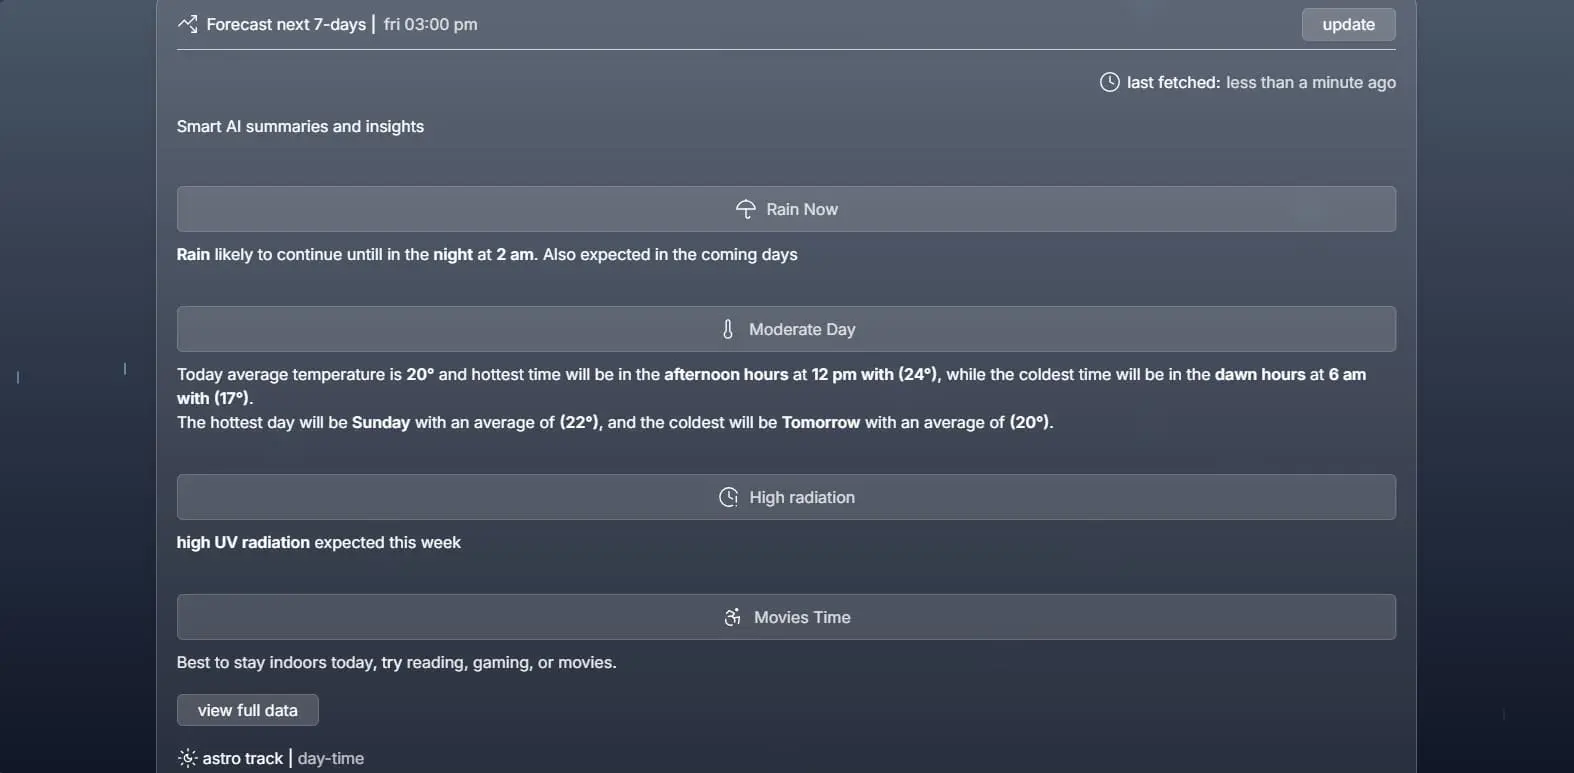 Forecast next 7-days | fri 03:00 pm
update
last fetched: less than a minute ago
Smart AI summaries and insights
Rain Now
Rain likely to continue untill in the night at 2 am. Also expected in the coming days
Moderate Day
Today average temperature is 20° and hottest time will be in the afternoon hours at 12 pm with (24°), while the coldest time will be in the dawn hours at 6 am
with (17°).
The hottest day will be Sunday with an average of (22°), and the coldest will be Tomorrow with an average of (20°).
High radiation
high UV radiation expected this week
Movies Time
Best to stay indoors today, try reading, gaming, or movies.
view full data
astro track | day-time